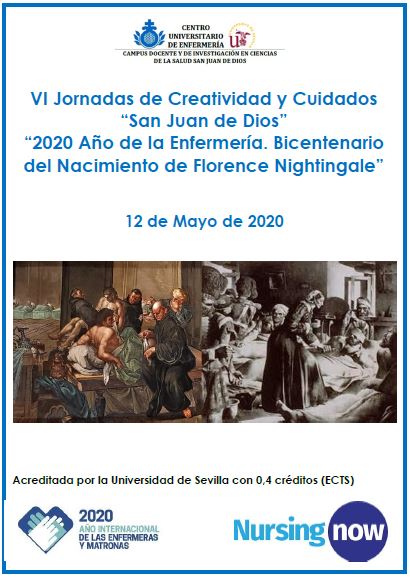 CENTRO
UNIVERSITARIO
DE ENFERMERÍA
CAMPUS DOCENTE Y DE INVESTIGACIÓN EN CIENCIAS
DE LA SALUD SAN JUAN DE DIOS
VI Jornadas de Creatividad y Cuidados
“San Juan de Dios”
“2020 Año de la Enfermería. Bicentenario
del Nacimiento de Florence Nightingale”
12 de Mayo de 2020
Acreditada por la Universidad de Sevilla con 0,4 créditos (ECTS)
2020
AÑO INTERNACIONAL
DE LAS ENFERMERAS
Y MATRONAS
Nursing now